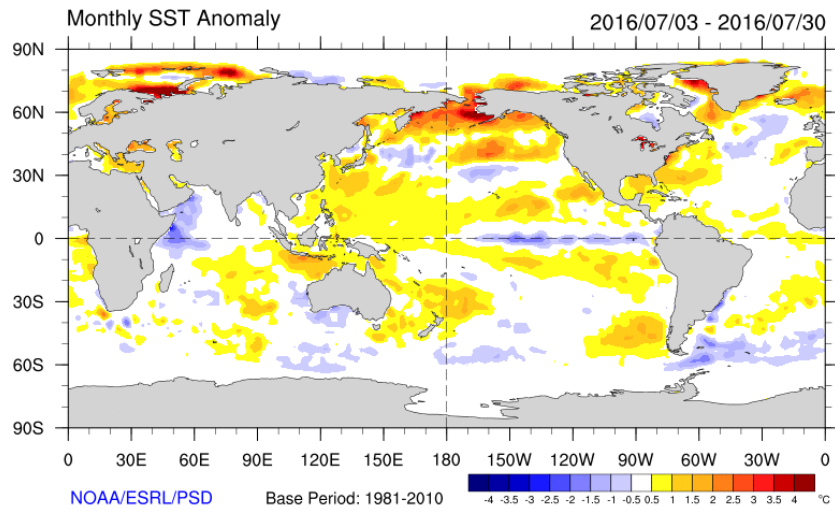 Monthly SST Anomaly 2016/07/03 - 2016/07/30
90N
60N
30N
0
30S
60S
90S
0 30E 60E 90E 120E 150E 180 150W 120W 90W 60W 30W 0
NOAA/ESRL/PSD Base Period: 1981-2010
-4 -3.5 -3 -2.5 -2 -1.5 -1 -0.5 0.5 1 1.5 2 2.5 3 3.5 4 °C